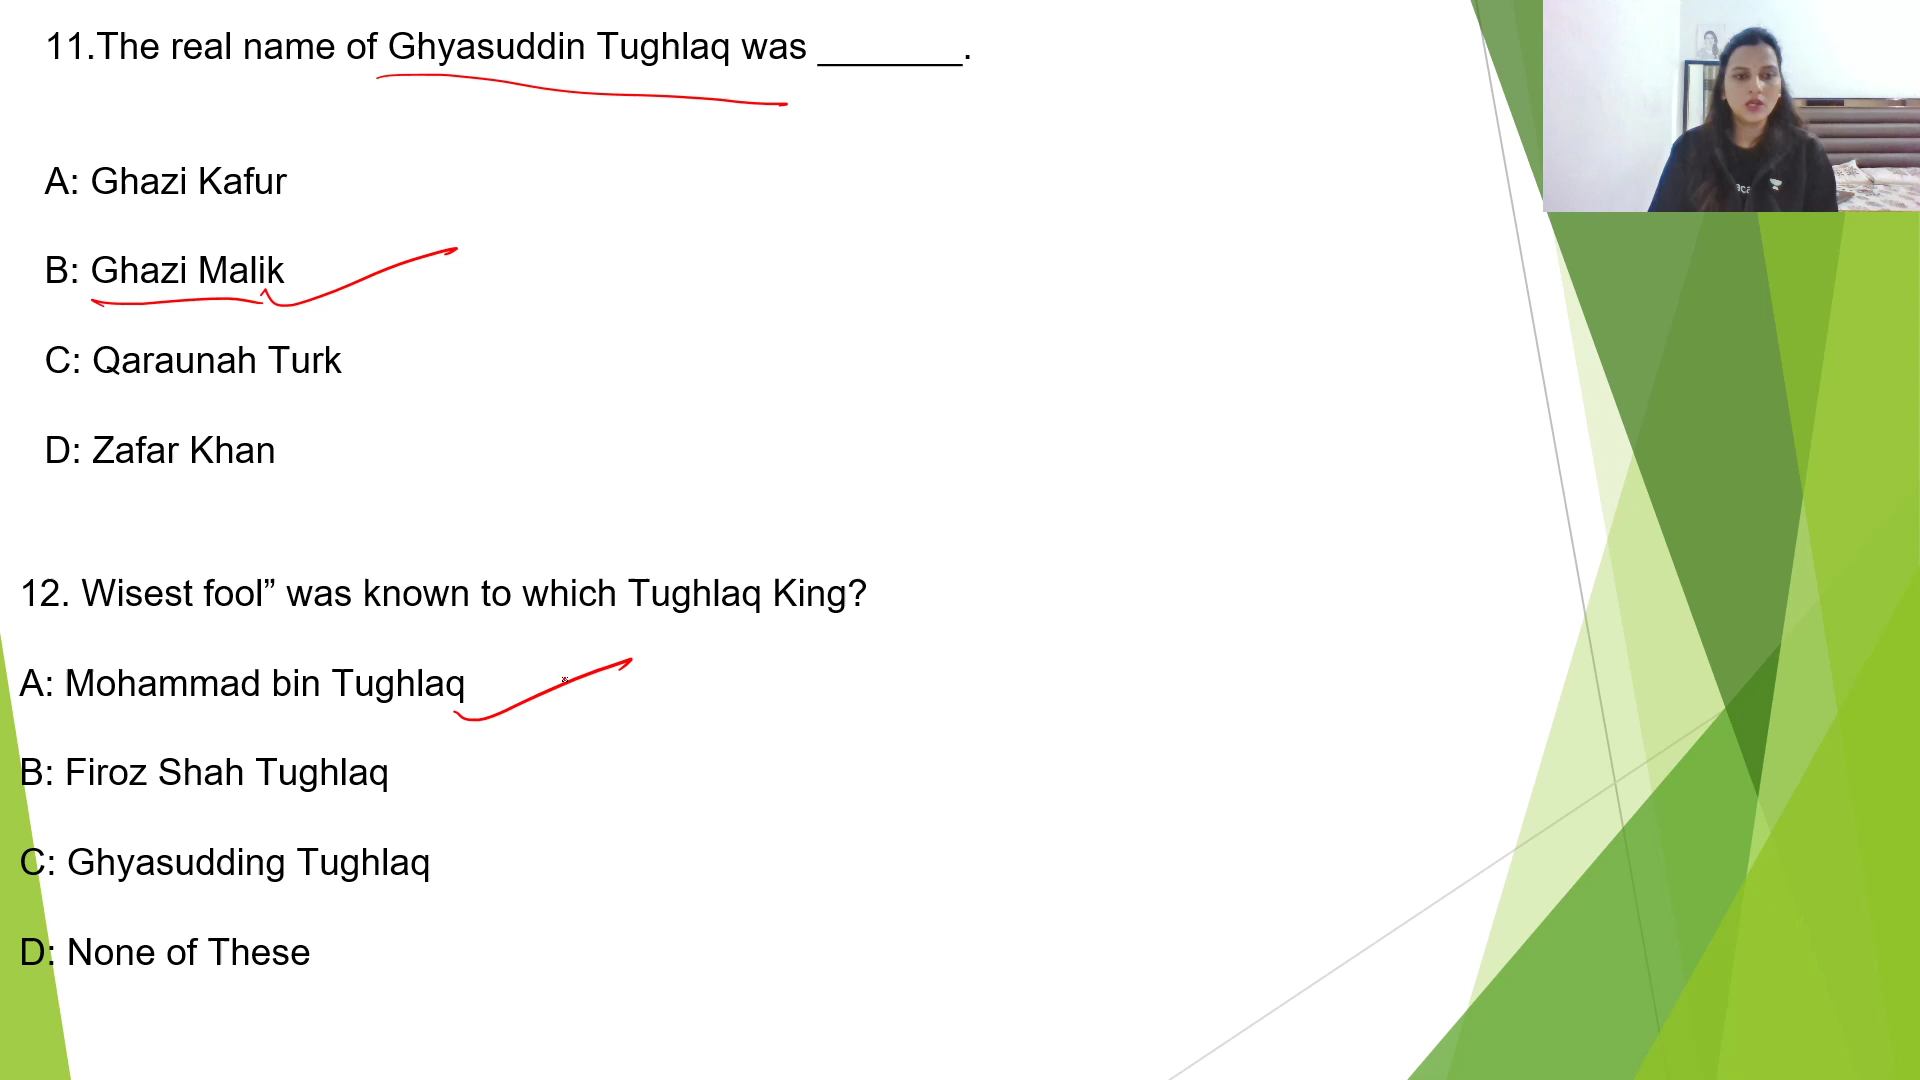 11.The real name of Ghyasuddin Tughlaq was _______.
A: Ghazi Kafur
B: Ghazi Malik
C: Qaraunah Turk
D: Zafar Khan
12. Wisest fool” was known to which Tughlaq King?
A: Mohammad bin Tughlaq
B: Firoz Shah Tughlaq
C: Ghyasudding Tughlaq
D: None of These